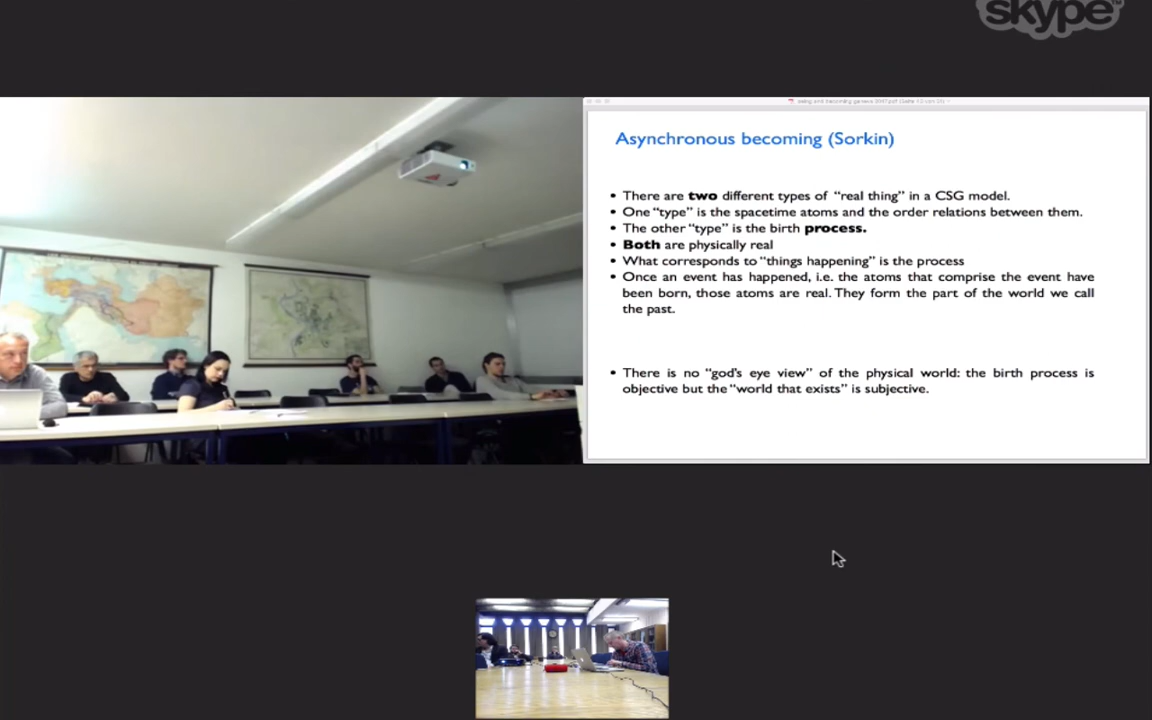 skype™
Asynchronous becoming (Sorkin)
• There are two different types of “real thing” in a CSG model.
• One “type” is the spacetime atoms and the order relations between them.
• The other “type” is the birth process.
• Both are physically real
• What corresponds to “things happening” is the process
• Once an event has happened, i.e. the atoms that comprise the event have
been born, those atoms are real. They form the part of the world we call
the past.
• There is no “god’s eye view” of the physical world: the birth process is
objective but the “world that exists” is subjective.